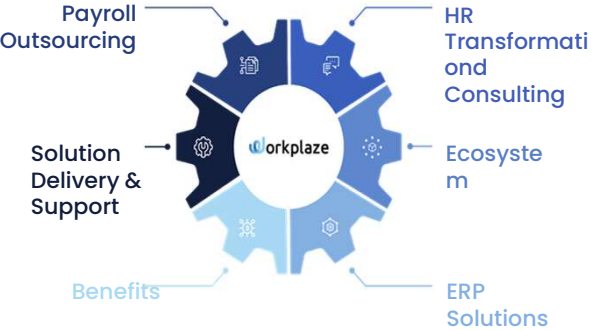 Payroll
Outsourcing
HR
Transformati
ond
Consulting
Workplaze
Solution
Delivery &
Support
Ecosyste
m
Benefits
ERP
Solutions